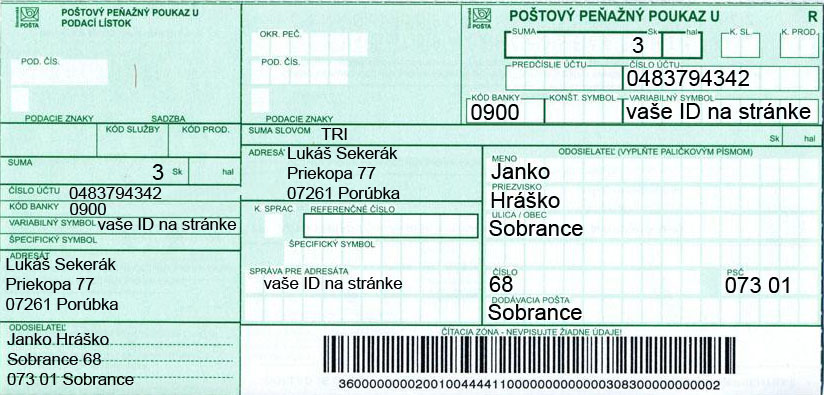 POŠTOVÝ PEŇAŽNÝ POUKAZ U
PODACÍ LÍSTOK
POŠTA
POD. ČÍS.
PODACIE ZNAKY
SADZBA
KÓD SLUŽBY
KÓD PROD.
SUMA
3 Sk hal
ČÍSLO ÚČTU 0483794342
KÓD BANKY 0900
VARIABILNÝ SYMBOL vaše ID na stránke
ŠPECIFICKÝ SYMBOL
ADRESÁT
Lukáš Sekerák
Priekopa 77
07261 Porúbka
ODOSIELATEĽ
Janko Hráško
Sobrance 68
073 01 Sobrance
OKR. PEČ.
POD. ČÍS.
PODACIE ZNAKY
POŠTA
POŠTOVÝ PEŇAŽNÝ POUKAZ U R
SUMA Sk hal
3
K. SL.
K. PROD.
PREDČÍSLIE ÚČTU
ČÍSLO ÚČTU
0483794342
KÓD BANKY
KONŠT. SYMBOL
VARIABILNÝ SYMBOL
0900
vaše ID na stránke
SUMA SLOVOM TRI Sk hal
ADRESÁT
Lukáš Sekerák
Priekopa 77
07261 Porúbka
K. SPRAC.
REFERENČNÉ ČÍSLO
ŠPECIFICKÝ SYMBOL
SPRÁVA PRE ADRESÁTA
vaše ID na stránke
ODOSIELATEĽ (VYPLŇTE PALIČKOVÝM PÍSMOM)
MENO
Janko
PRIEZVISKO
Hráško
ULICA / OBEC
Sobrance
ČÍSLO
PSČ
68
073 01
DODÁVACIA POŠTA
Sobrance
ČÍTACIA ZÓNA - NEVPISUJTE ŽIADNE ÚDAJE!